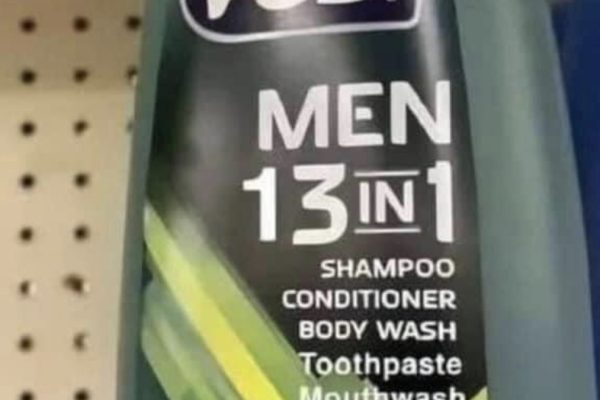 MEN
13 IN 1
SHAMPOO
CONDITIONER
BODY WASH
Toothpaste
Mouthwash